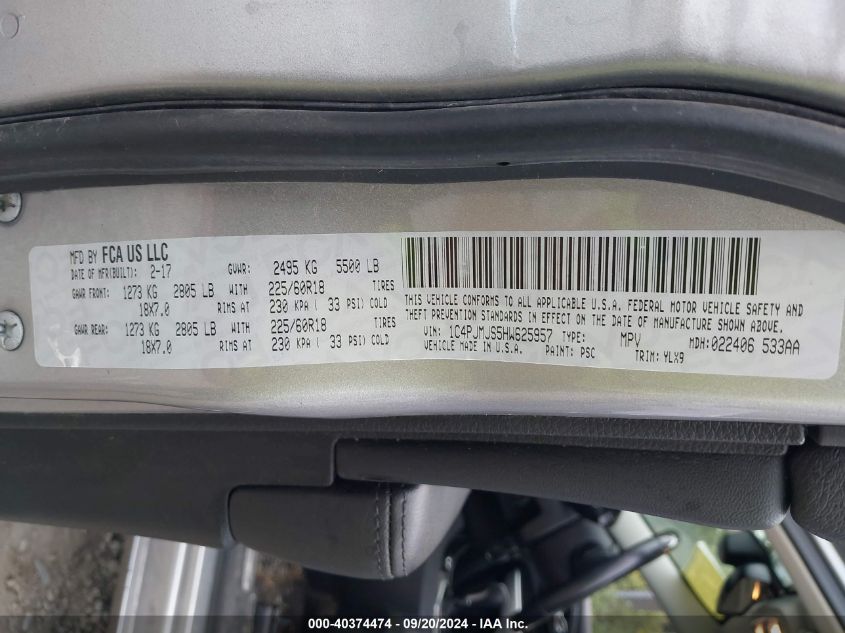 MFD BY FCA US LLC
DATE OF MFR(BUILT): 2-17 GVWR: 2495 KG 5500 LB
GAWR FRONT: 1273 KG 2805 LB WITH 225/60R18 TIRES
18X7.0 RIMS AT 230 KPA ( 33 PSI) COLD
GAWR REAR: 1273 KG 2805 LB WITH 225/60R18 TIRES
18X7.0 RIMS AT 230 KPA ( 33 PSI) COLD
THIS VEHICLE CONFORMS TO ALL APPLICABLE U.S.A. FEDERAL MOTOR VEHICLE SAFETY AND
THEFT PREVENTION STANDARDS IN EFFECT ON THE DATE OF MANUFACTURE SHOWN ABOVE.
VIN: 1C4PJMJS5HW625957 TYPE: MPV MDH: 022406 533AA
VEHICLE MADE IN U.S.A. PAINT: PSC TRIM: YLX9
000-40374474 - 09/20/2024 - IAAI.COM